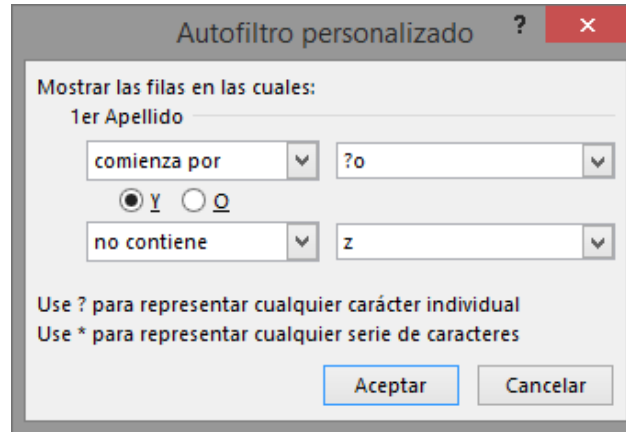 Autofiltro personalizado ? ×
Mostrar las filas en las cuales:
1er Apellido
comienza por ?o
Y O
no contiene z
Use ? para representar cualquier carácter individual
Use * para representar cualquier serie de caracteres
Aceptar Cancelar